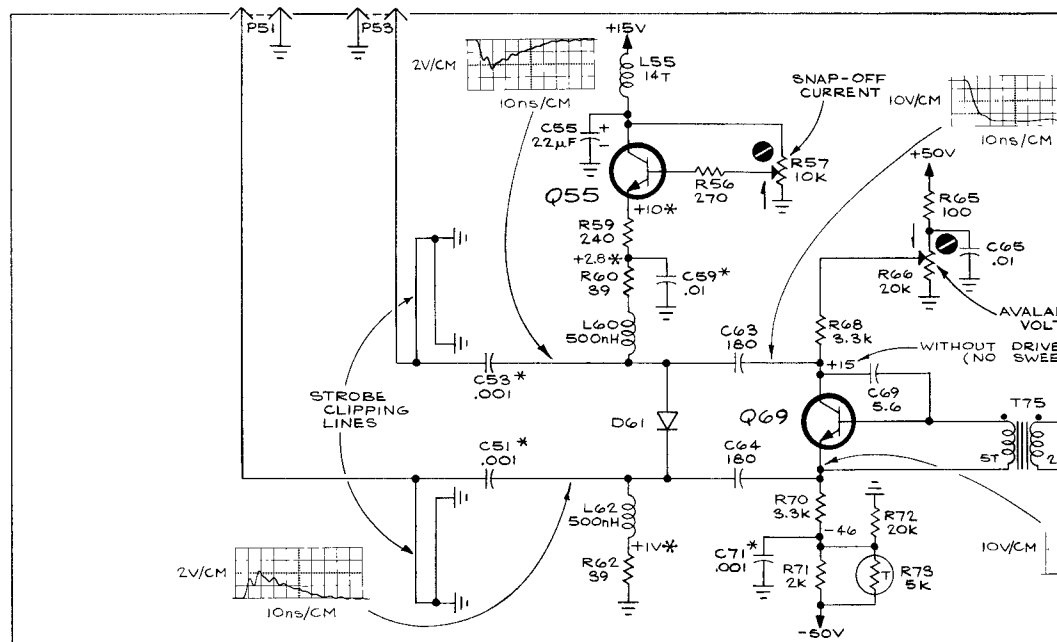 P51
P53
2V/CM
10ns/CM
+15V
L55
14T
SNAP-OFF
CURRENT
C55
22µF
+
-
Q55
R56
270
R57
10K
10V/CM
10ns/CM
+50V
R65
100
C65
.01
R66
20K
+10*
R59
240
+2.8*
R60
39
C59*
.01
L60
500nH
C53*
.001
C63
180
R68
3.3K
AVALAN
VOLT
WITHOUT DRIVE
(NO SWEE
+15
C69
5.6
STROBE
CLIPPING
LINES
D61
Q69
T75
5T
2
C51*
.001
C64
180
L62
500nH
+1V*
R62
39
R70
3.3K
-46
R72
20K
C71*
.001
R71
2K
T
R73
5K
-50V
2V/CM
10ns/CM
10V/CM